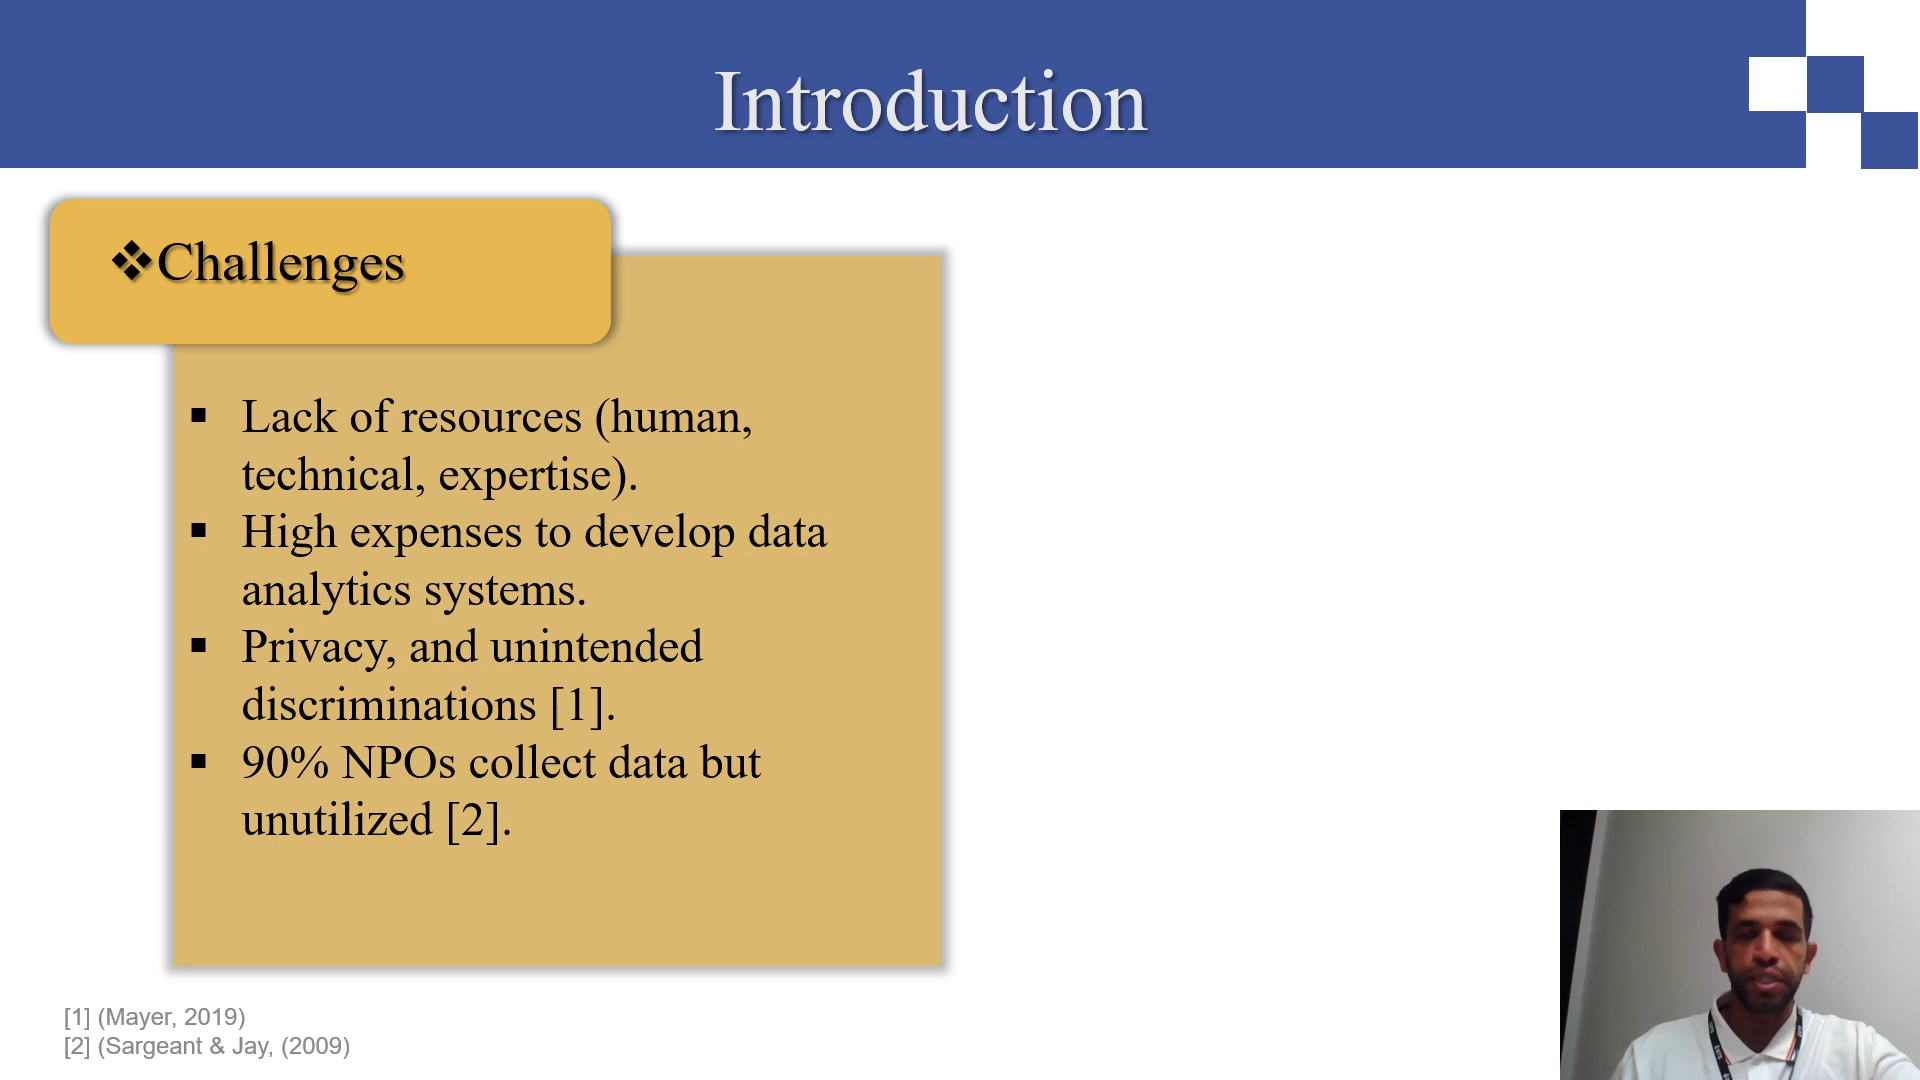 Introduction
❖Challenges
▪ Lack of resources (human,
technical, expertise).
▪ High expenses to develop data
analytics systems.
▪ Privacy, and unintended
discriminations [1].
▪ 90% NPOs collect data but
unutilized [2].
[1] (Mayer, 2019)
[2] (Sargeant & Jay, (2009)